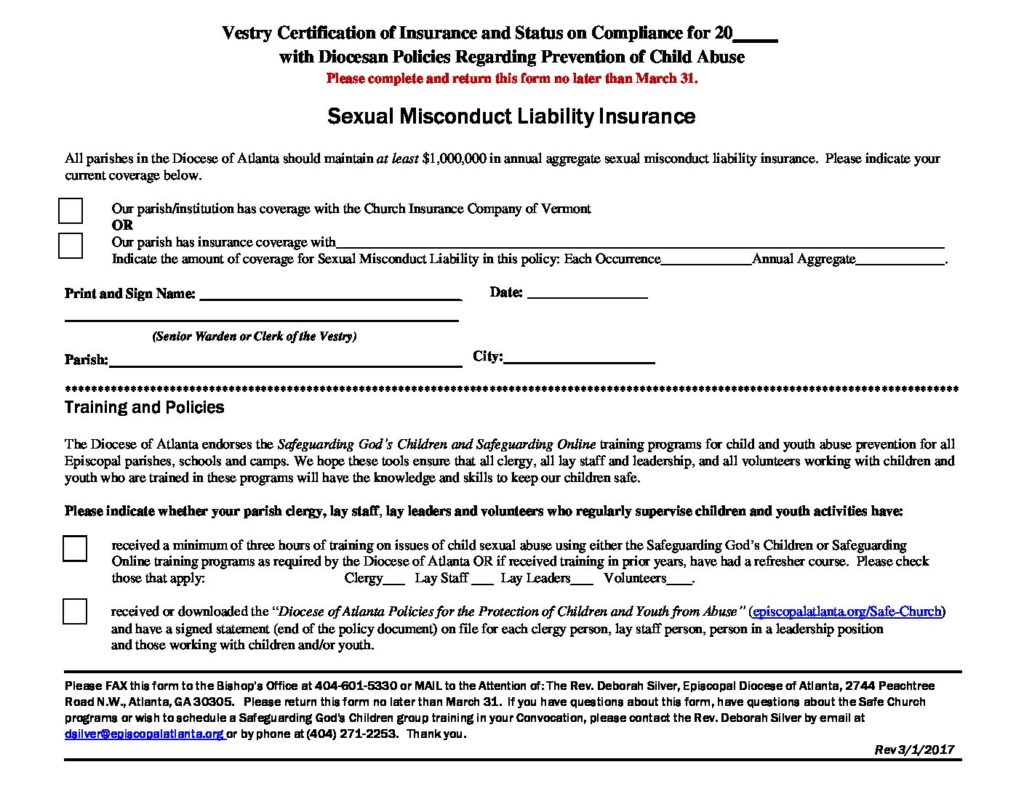 Vestry Certification of Insurance and Status on Compliance for 20_____
with Diocesan Policies Regarding Prevention of Child Abuse
Please complete and return this form no later than March 31.
Sexual Misconduct Liability Insurance
All parishes in the Diocese of Atlanta should maintain at least $1,000,000 in annual aggregate sexual misconduct liability insurance. Please indicate your
current coverage below.
Our parish/institution has coverage with the Church Insurance Company of Vermont
OR
Our parish has insurance coverage with____________________
Indicate the amount of coverage for Sexual Misconduct Liability in this policy: Each Occurrence____________Annual Aggregate____________.
Print and Sign Name: ____________________ Date: ____________________
(Senior Warden or Clerk of the Vestry)
Parish:____________________ City:____________________
****************************************************************************************************
Training and Policies
The Diocese of Atlanta endorses the Safeguarding God's Children and Safeguarding Online training programs for child and youth abuse prevention for all
Episcopal parishes, schools and camps. We hope these tools ensure that all clergy, all lay staff and leadership, and all volunteers working with children and
youth who are trained in these programs will have the knowledge and skills to keep our children safe.
Please indicate whether your parish clergy, lay staff, lay leaders and volunteers who regularly supervise children and youth activities have:
received a minimum of three hours of training on issues of child sexual abuse using either the Safeguarding God's Children or Safeguarding
Online training programs as required by the Diocese of Atlanta OR if received training in prior years, have had a refresher course. Please check
those that apply: Clergy___ Lay Staff ___ Lay Leaders___ Volunteers____.
received or downloaded the "Diocese of Atlanta Policies for the Protection of Children and Youth from Abuse" (episcopalatlanta.org/Safe-Church)
and have a signed statement (end of the policy document) on file for each clergy person, lay staff person, person in a leadership position
and those working with children and/or youth.
Please FAX this form to the Bishop's Office at 404-601-5330 or MAIL to the Attention of: The Rev. Deborah Silver, Episcopal Diocese of Atlanta, 2744 Peachtree
Road N.W., Atlanta, GA 30305. Please return this form no later than March 31. If you have questions about this form, have questions about the Safe Church
programs or wish to schedule a Safeguarding God's Children group training in your Convocation, please contact the Rev. Deborah Silver by email at
dsilver@episcopalatlanta.org or by phone at (404) 271-2253. Thank you.
Rev 3/1/2017